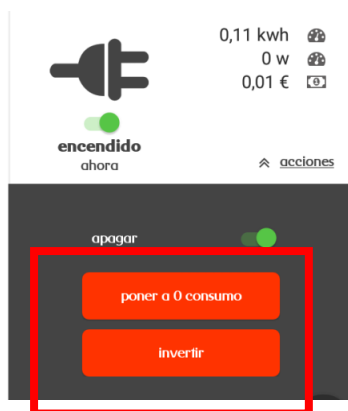 0,11 kwh
0 w
0,01 €
encendido
ahora
acciones
apagar
poner a 0 consumo
invertir